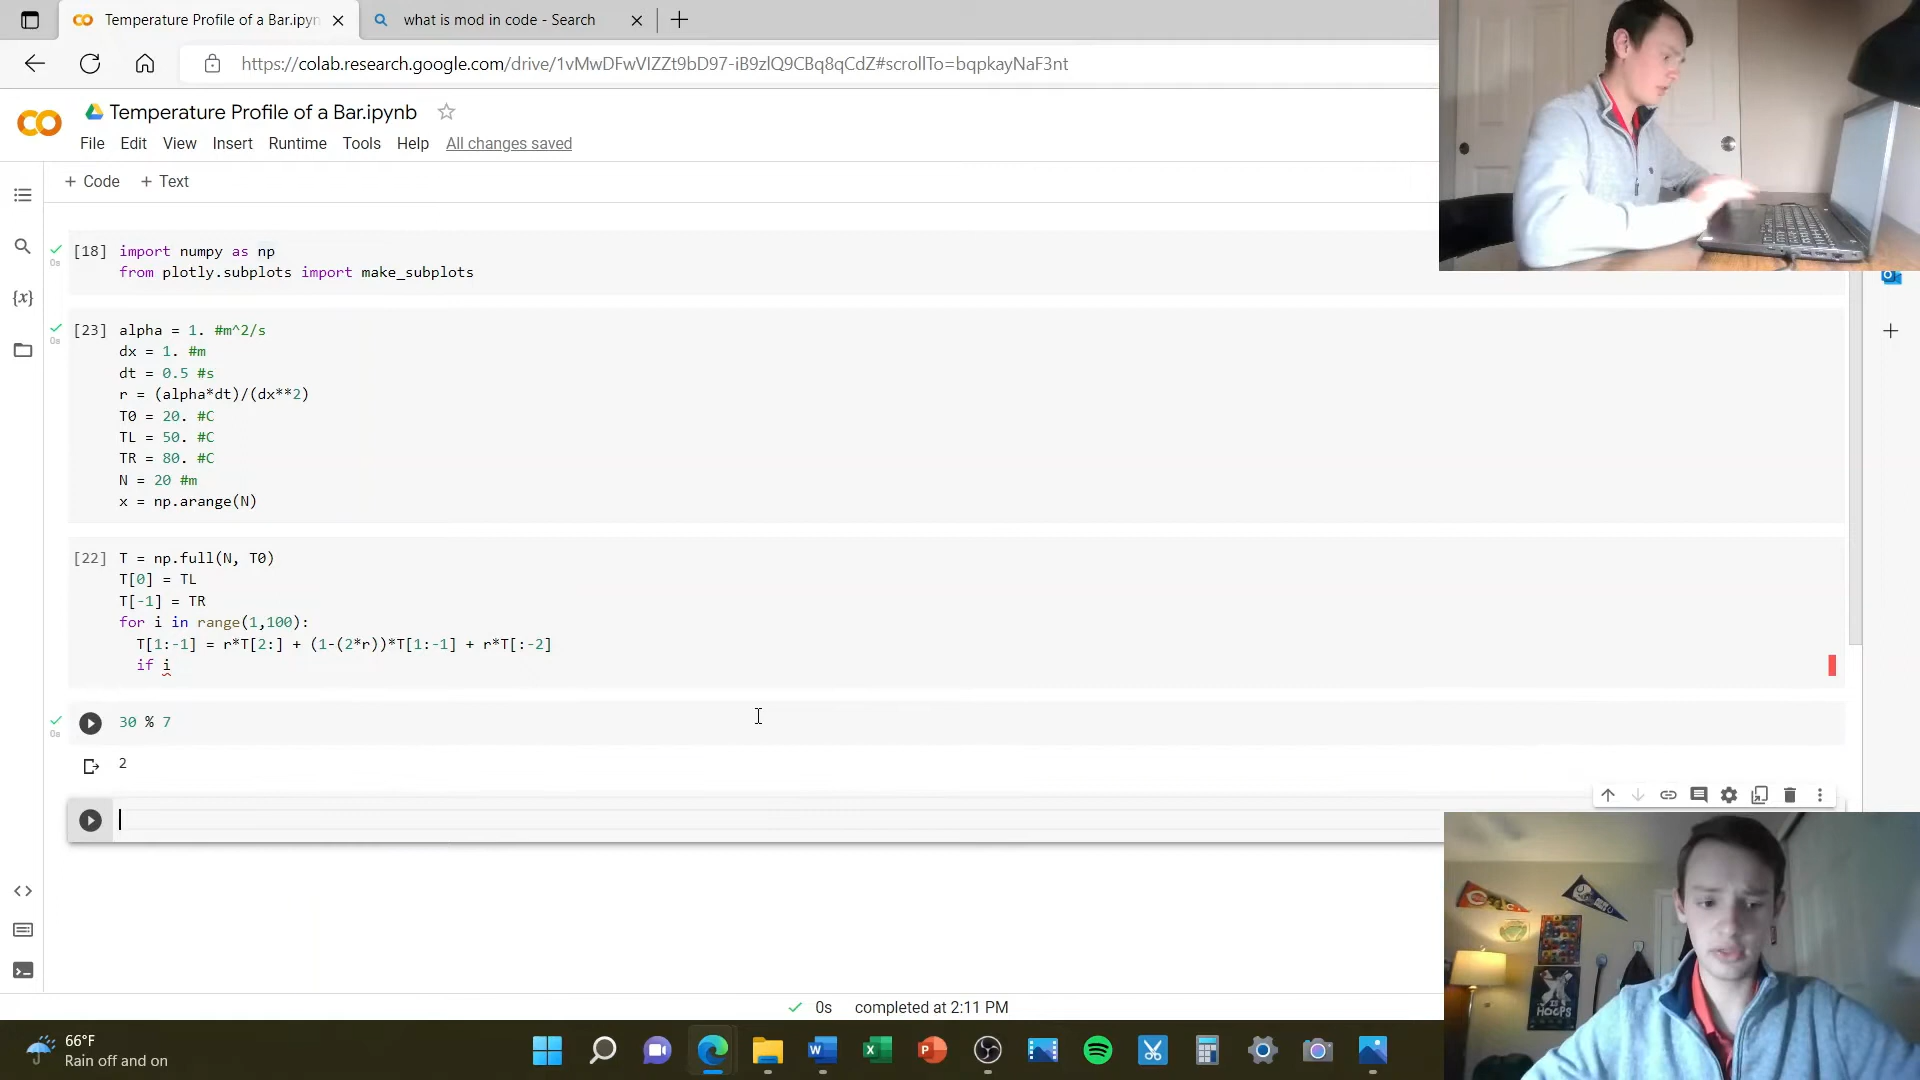 Temperature Profile of a Bar.ipyn
what is mod in code - Search
https://colab.research.google.com/drive/1vMwDFwVIZZt9bD97-iB9zlQ9CBq8qCdZ#scrollTo=bqpkayNaF3nt
Temperature Profile of a Bar.ipynb
File Edit View Insert Runtime Tools Help All changes saved
+ Code + Text
[18] import numpy as np
0s
from plotly.subplots import make_subplots
[23] alpha = 1. #m^2/s
0s
dx = 1. #m
dt = 0.5 #s
r = (alpha*dt)/(dx**2)
T0 = 20. #C
TL = 50. #C
TR = 80. #C
N = 20 #m
x = np.arange(N)
[22] T = np.full(N, T0)
T[0] = TL
T[-1] = TR
for i in range(1,100):
T[1:-1] = r*T[2:] + (1-(2*r))*T[1:-1] + r*T[:-2]
if i
30 % 7
0s
2
0s completed at 2:11 PM
66°F
Rain off and on
HOOPS